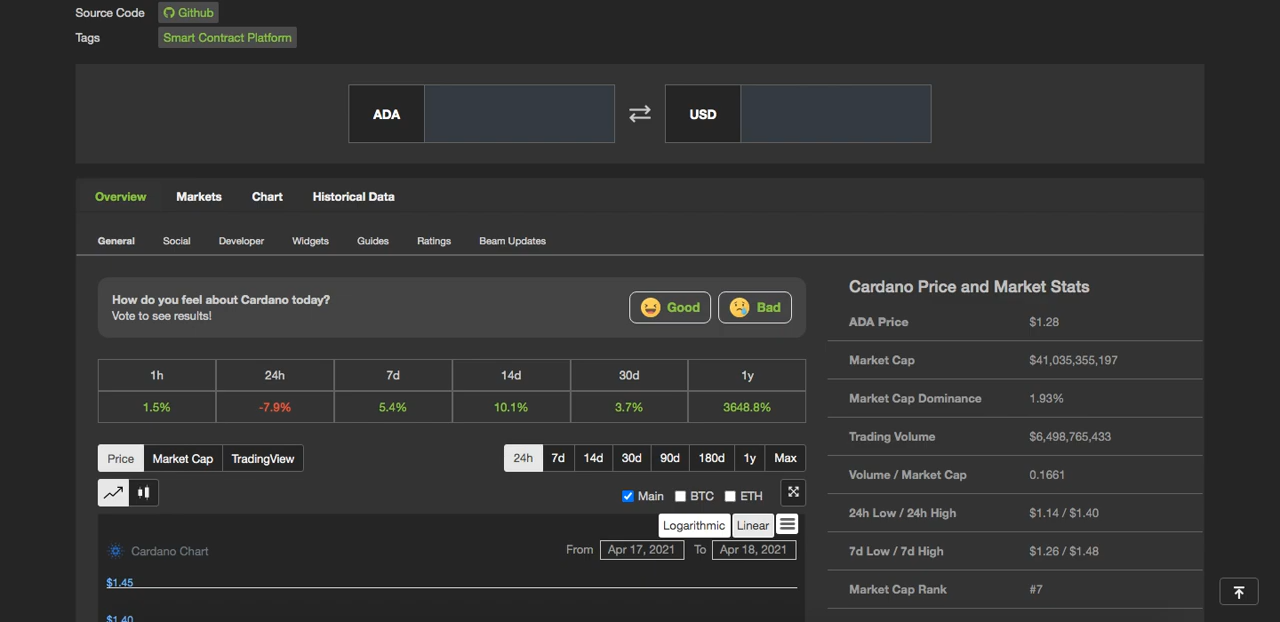 Source Code Github
Tags Smart Contract Platform
ADA USD
Overview Markets Chart Historical Data
General Social Developer Widgets Guides Ratings Beam Updates
How do you feel about Cardano today?
Vote to see results!
Good Bad
1h 24h 7d 14d 30d 1y
1.5% -7.9% 5.4% 10.1% 3.7% 3648.8%
Price Market Cap TradingView
24h 7d 14d 30d 90d 180d 1y Max
Main BTC ETH
Logarithmic Linear
Cardano Chart
From Apr 17, 2021 To Apr 18, 2021
$1.45
$1.40
Cardano Price and Market Stats
ADA Price $1.28
Market Cap $41,035,355,197
Market Cap Dominance 1.93%
Trading Volume $6,498,765,433
Volume / Market Cap 0.1661
24h Low / 24h High $1.14 / $1.40
7d Low / 7d High $1.26 / $1.48
Market Cap Rank #7